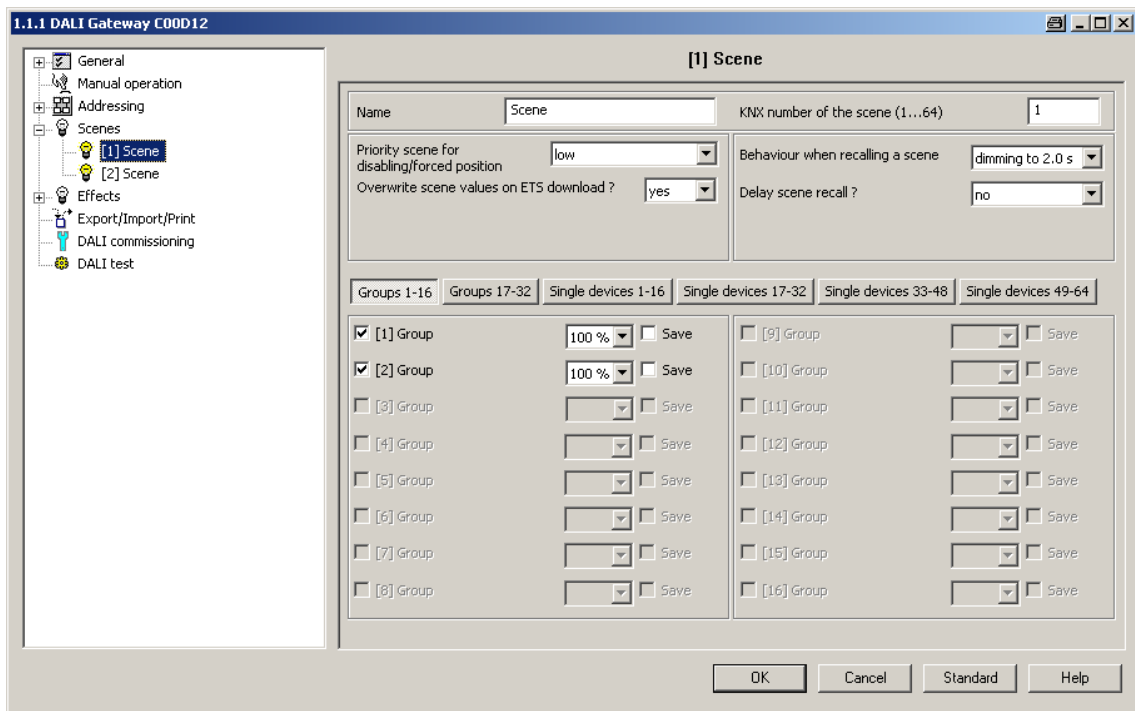 1.1.1 DALI Gateway C00D12
General
Manual operation
Addressing
Scenes
[1] Scene
[2] Scene
Effects
Export/Import/Print
DALI commissioning
DALI test
[1] Scene
Name Scene KNX number of the scene (1...64) 1
Priority scene for
disabling/forced position low
Overwrite scene values on ETS download ? yes
Behaviour when recalling a scene dimming to 2.0 s
Delay scene recall ? no
Groups 1-16 Groups 17-32 Single devices 1-16 Single devices 17-32 Single devices 33-48 Single devices 49-64
[1] Group 100 % Save
[2] Group 100 % Save
[3] Group Save
[4] Group Save
[5] Group Save
[6] Group Save
[7] Group Save
[8] Group Save
[9] Group Save
[10] Group Save
[11] Group Save
[12] Group Save
[13] Group Save
[14] Group Save
[15] Group Save
[16] Group Save
OK Cancel Standard Help